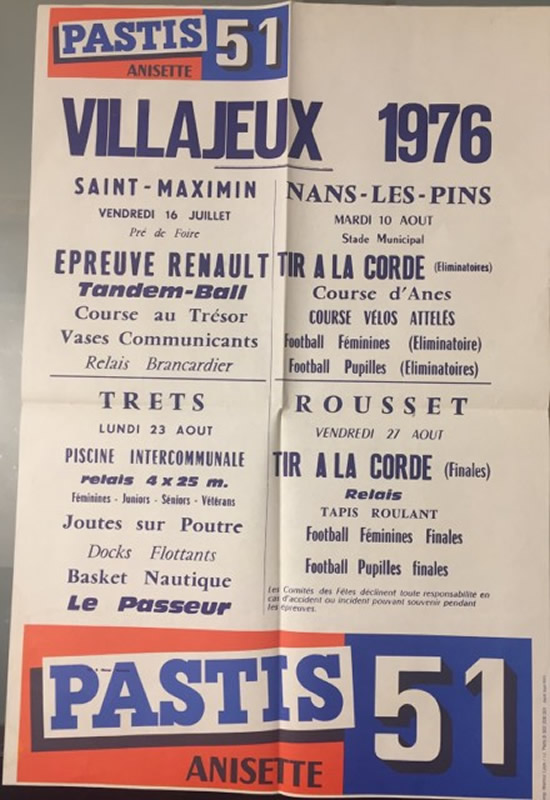 PASTIS 51
ANISETTE
VILLAJEUX 1976
SAINT-MAXIMIN
VENDREDI 16 JUILLET
Pré de Foire
EPREUVE RENAULT
Tandem-Ball
Course au Trésor
Vases Communicants
Relais Brancardier
NANS-LES-PINS
MARDI 10 AOUT
Stade Municipal
TIR A LA CORDE (Eliminatoires)
Course d'Anes
COURSE VÉLOS ATTELÉS
Football Féminines (Eliminatoire)
Football Pupilles (Eliminatoires)
TRETS
LUNDI 23 AOUT
PISCINE INTERCOMMUNALE
relais 4 x 25 m.
Féminines - Juniors - Séniors - Vétérans
Joutes sur Poutre
Docks Flottants
Basket Nautique
Le Passeur
ROUSSET
VENDREDI 27 AOUT
TIR A LA CORDE (Finales)
Relais
TAPIS ROULANT
Football Féminines Finales
Football Pupilles finales
Les Comités des Fêtes déclinent toute responsabilité en
cas d'accident ou incident pouvant souvenir pendant
les épreuves.
PASTIS 51
ANISETTE